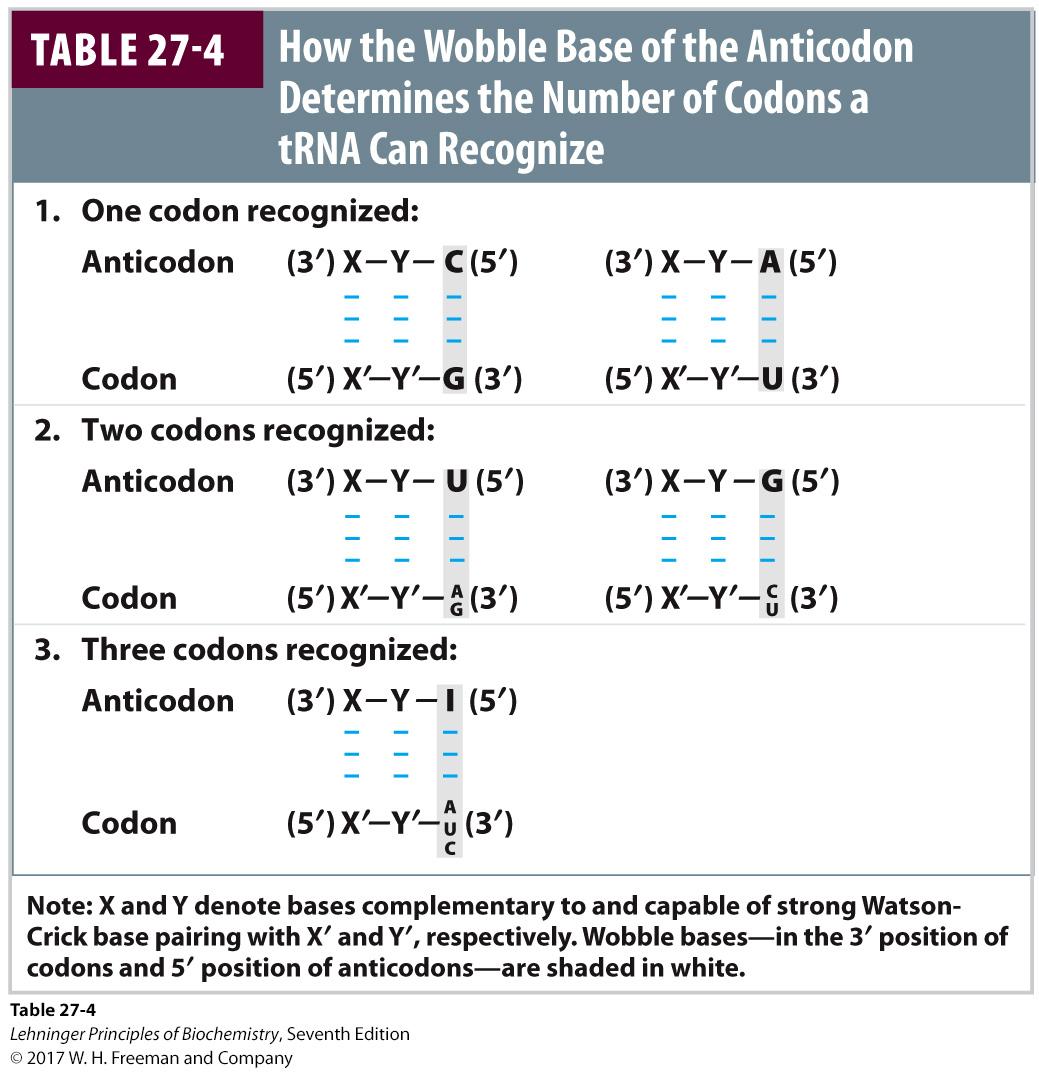 TABLE 27-4
How the Wobble Base of the Anticodon
Determines the Number of Codons a
tRNA Can Recognize
1. One codon recognized:
Anticodon (3′) X–Y–C (5′) (3′) X–Y–A (5′)
Codon (5′) X′–Y′–G (3′) (5′) X′–Y′–U (3′)
2. Two codons recognized:
Anticodon (3′) X–Y–U (5′) (3′) X–Y–G (5′)
A C
Codon (5′) X′–Y′– (3′) (5′) X′–Y′– (3′)
G U
3. Three codons recognized:
Anticodon (3′) X–Y–I (5′)
A
Codon (5′) X′–Y′–U (3′)
C
Note: X and Y denote bases complementary to and capable of strong Watson-
Crick base pairing with X′ and Y′, respectively. Wobble bases—in the 3′ position of
codons and 5′ position of anticodons—are shaded in white.
Table 27-4
Lehninger Principles of Biochemistry, Seventh Edition
© 2017 W. H. Freeman and Company